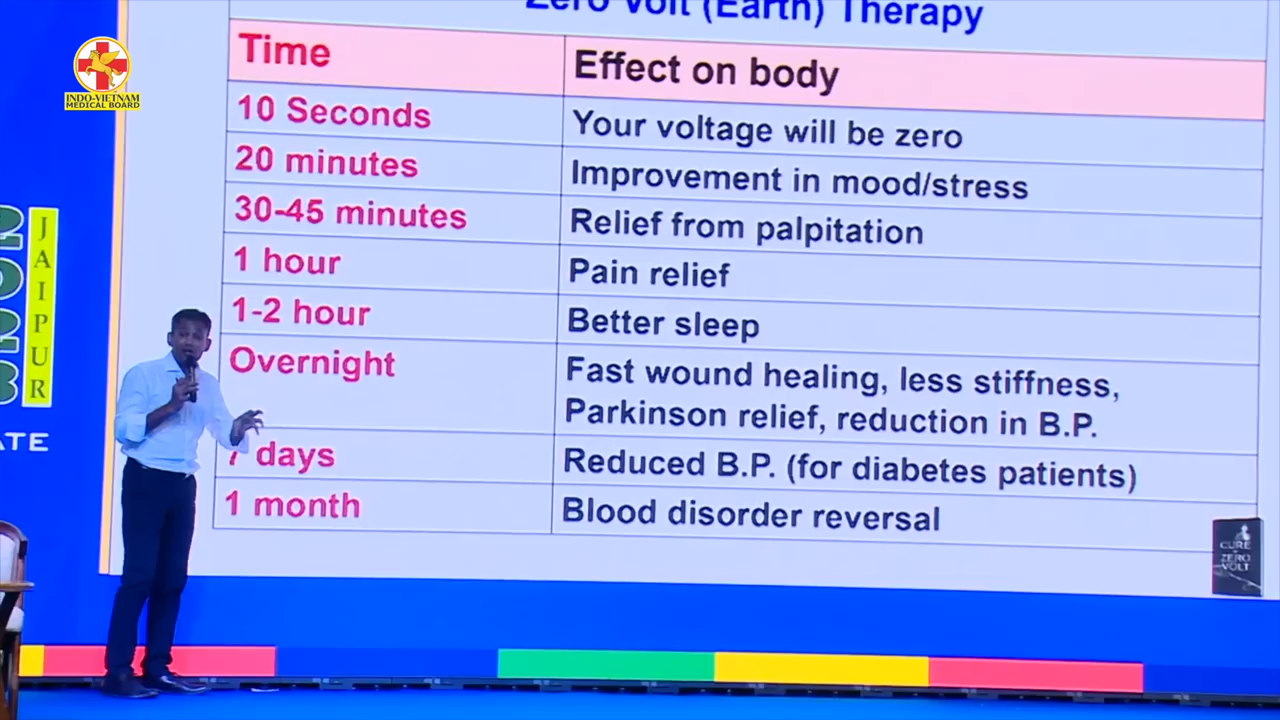 INDO-VIETNAM
MEDICAL BOARD
Zero Volt (Earth) Therapy
Time Effect on body
10 Seconds Your voltage will be zero
20 minutes Improvement in mood/stress
30-45 minutes Relief from palpitation
1 hour Pain relief
1-2 hour Better sleep
Overnight Fast wound healing, less stiffness,
Parkinson relief, reduction in B.P.
7 days Reduced B.P. (for diabetes patients)
1 month Blood disorder reversal
JAIPUR
ATE
CURE
ZERO
VOLT